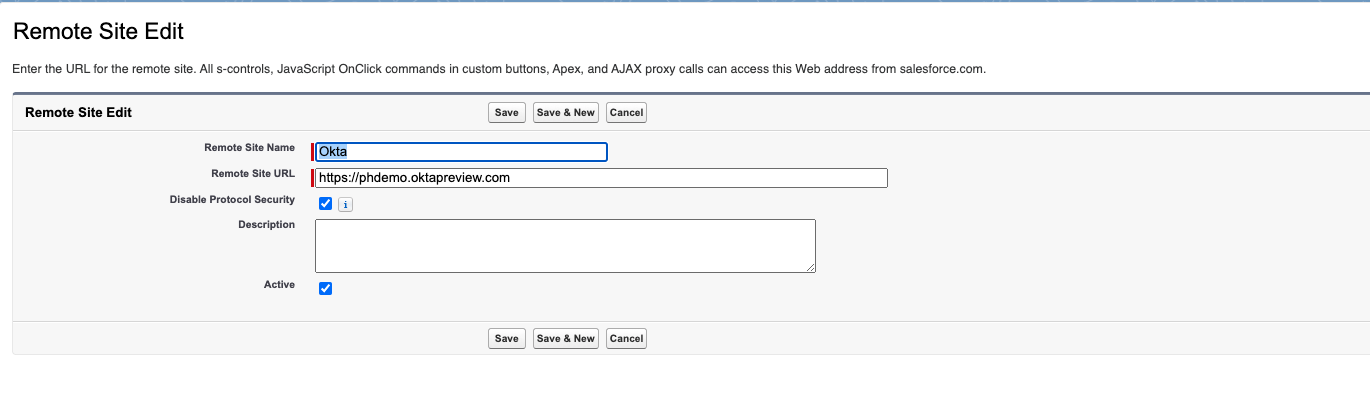 Remote Site Edit
Enter the URL for the remote site. All s-controls, JavaScript OnClick commands in custom buttons, Apex, and AJAX proxy calls can access this Web address from salesforce.com.
Remote Site Edit Save Save & New Cancel
Remote Site Name Okta
Remote Site URL https://phdemo.oktapreview.com
Disable Protocol Security i
Description
Active
Save Save & New Cancel